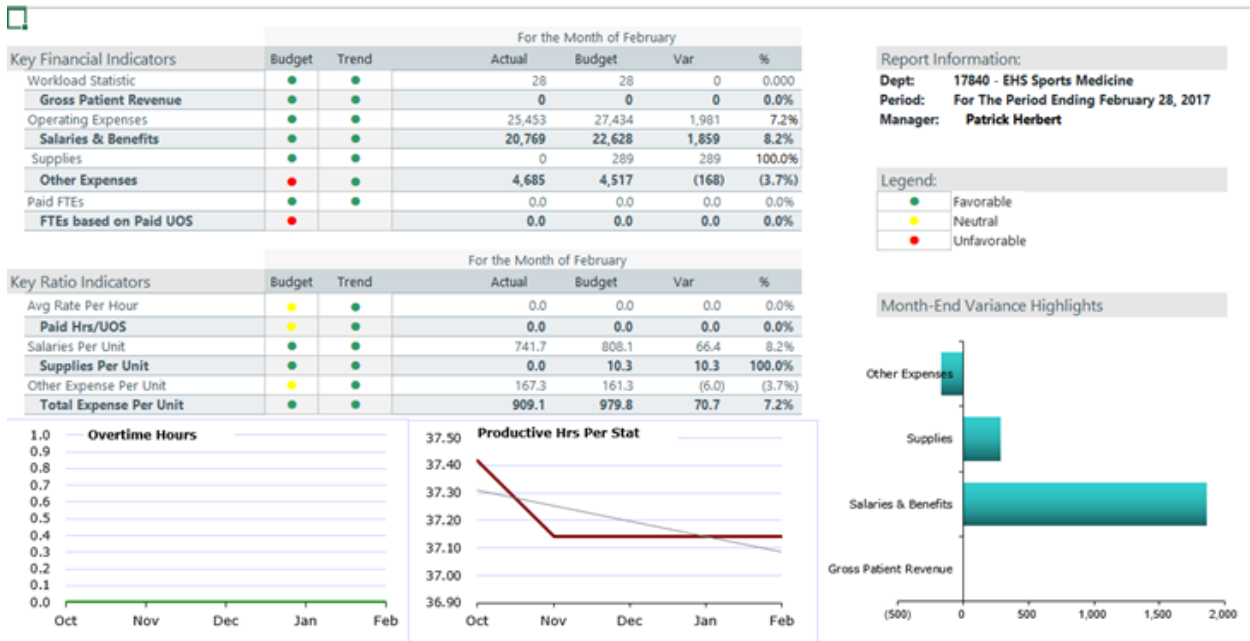 For the Month of February
Key Financial Indicators Budget Trend Actual Budget Var %
Workload Statistic 28 28 0 0.000
Gross Patient Revenue 0 0 0 0.0%
Operating Expenses 25,453 27,434 1,981 7.2%
Salaries & Benefits 20,769 22,628 1,859 8.2%
Supplies 0 289 289 100.0%
Other Expenses 4,685 4,517 (168) (3.7%)
Paid FTEs 0.0 0.0 0.0 0.0%
FTEs based on Paid UOS 0.0 0.0 0.0 0.0%
For the Month of February
Key Ratio Indicators Budget Trend Actual Budget Var %
Avg Rate Per Hour 0.0 0.0 0.0 0.0%
Paid Hrs/UOS 0.0 0.0 0.0 0.0%
Salaries Per Unit 741.7 808.1 66.4 8.2%
Supplies Per Unit 0.0 10.3 10.3 100.0%
Other Expense Per Unit 167.3 161.3 (6.0) (3.7%)
Total Expense Per Unit 909.1 979.8 70.7 7.2%
Report Information:
Dept: 17840 - EHS Sports Medicine
Period: For The Period Ending February 28, 2017
Manager: Patrick Herbert
Legend:
Favorable
Neutral
Unfavorable
Overtime Hours
1.0
0.9
0.8
0.7
0.6
0.5
0.4
0.3
0.2
0.1
0.0
Oct Nov Dec Jan Feb
Productive Hrs Per Stat
37.50
37.40
37.30
37.20
37.10
37.00
36.90
Oct Nov Dec Jan Feb
Month-End Variance Highlights
Other Expenses
Supplies
Salaries & Benefits
Gross Patient Revenue
(500) 0 500 1,000 1,500 2,000